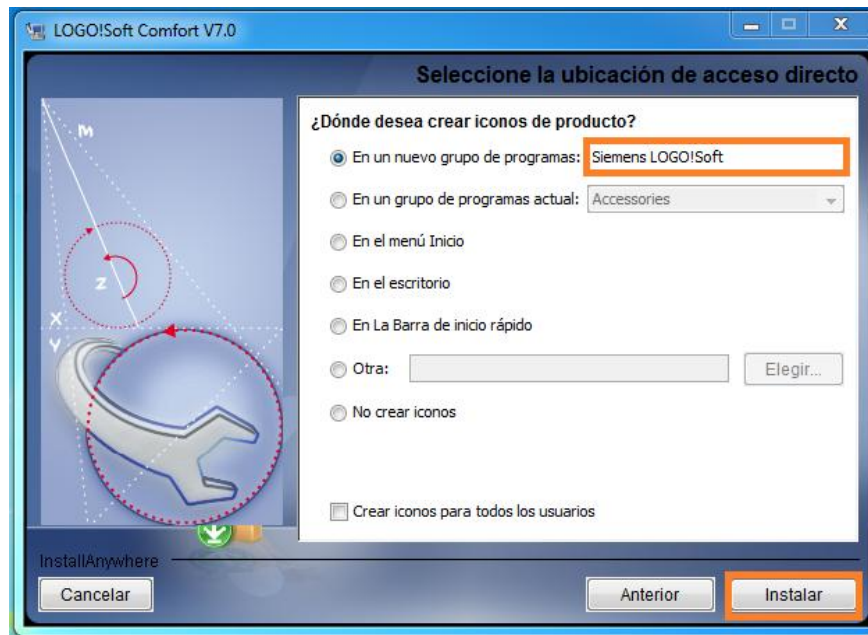 LOGO!Soft Comfort V7.0
Seleccione la ubicación de acceso directo
M
Z
X
Y
¿Dónde desea crear iconos de producto?
En un nuevo grupo de programas: Siemens LOGO!Soft
En un grupo de programas actual: Accessories
En el menú Inicio
En el escritorio
En La Barra de inicio rápido
Otra: Elegir...
No crear iconos
Crear iconos para todos los usuarios
InstallAnywhere
Cancelar Anterior Instalar